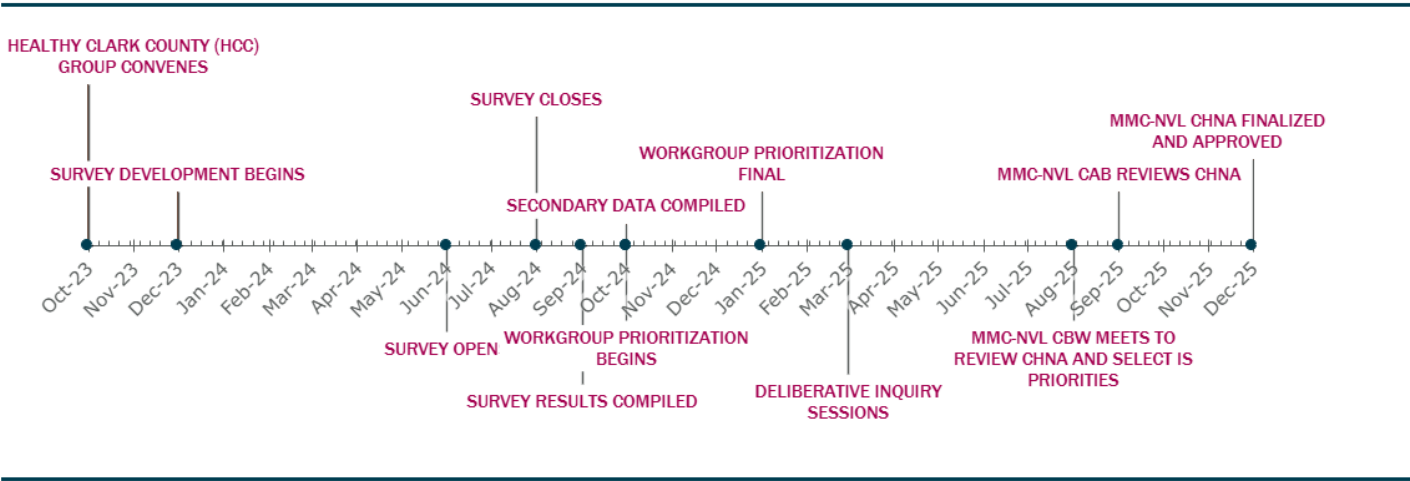 HEALTHY CLARK COUNTY (HCC)
GROUP CONVENES
SURVEY CLOSES
MMC-NVL CHNA FINALIZED
AND APPROVED
WORKGROUP PRIORITIZATION
FINAL
SURVEY DEVELOPMENT BEGINS
MMC-NVL CAB REVIEWS CHNA
SECONDARY DATA COMPILED
Oct-23
Nov-23
Dec-23
Jan-24
Feb-24
Mar-24
Apr-24
May-24
Jun-24
Jul-24
Aug-24
Sep-24
Oct-24
Nov-24
Dec-24
Jan-25
Feb-25
Mar-25
Apr-25
May-25
Jun-25
Jul-25
Aug-25
Sep-25
Oct-25
Nov-25
Dec-25
SURVEY OPEN
WORKGROUP PRIORITIZATION
BEGINS
MMC-NVL CBW MEETS TO
REVIEW CHNA AND SELECT IS
PRIORITIES
SURVEY RESULTS COMPILED
DELIBERATIVE INQUIRY
SESSIONS